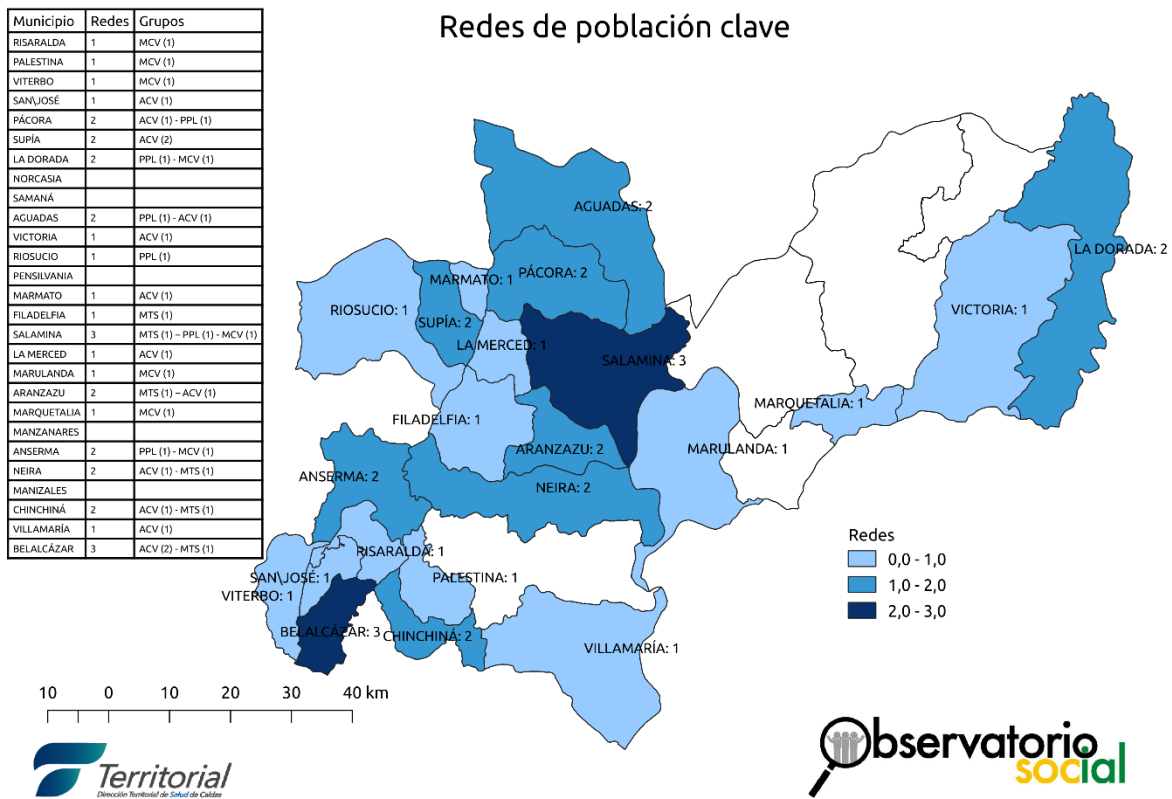 Redes de población clave
Municipio Redes Grupos
RISARALDA 1 MCV (1)
PALESTINA 1 MCV (1)
VITERBO 1 MCV (1)
SAN\JOSÉ 1 ACV (1)
PÁCORA 2 ACV (1) - PPL (1)
SUPÍA 2 ACV (2)
LA DORADA 2 PPL (1) - MCV (1)
NORCASIA
SAMANÁ
AGUADAS 2 PPL (1) - ACV (1)
VICTORIA 1 ACV (1)
RIOSUCIO 1 PPL (1)
PENSILVANIA
MARMATO 1 ACV (1)
FILADELFIA 1 MTS (1)
SALAMINA 3 MTS (1) – PPL (1) - MCV (1)
LA MERCED 1 ACV (1)
MARULANDA 1 MCV (1)
ARANZAZU 2 MTS (1) – ACV (1)
MARQUETALIA 1 MCV (1)
MANZANARES
ANSERMA 2 PPL (1) - MCV (1)
NEIRA 2 ACV (1) - MTS (1)
MANIZALES
CHINCHINÁ 2 ACV (1) - MTS (1)
VILLAMARÍA 1 ACV (1)
BELALCÁZAR 3 ACV (2) - MTS (1)
AGUADAS: 2
LA DORADA: 2
PÁCORA: 2
MARMATO: 1
RIOSUCIO: 1
VICTORIA: 1
SUPÍA: 2
LA MERCED: 1
SALAMINA: 3
MARQUETALIA: 1
FILADELFIA: 1
ARANZAZU: 2
MARULANDA: 1
ANSERMA: 2
NEIRA: 2
RISARALDA: 1
SAN\JOSÉ: 1
PALESTINA: 1
VITERBO: 1
BELALCÁZAR: 3
CHINCHINÁ: 2
VILLAMARÍA: 1
Redes
0,0 - 1,0
1,0 - 2,0
2,0 - 3,0
10 0 10 20 30 40 km
Territorial
Dirección Territorial de Salud de Caldas
Observatorio
social